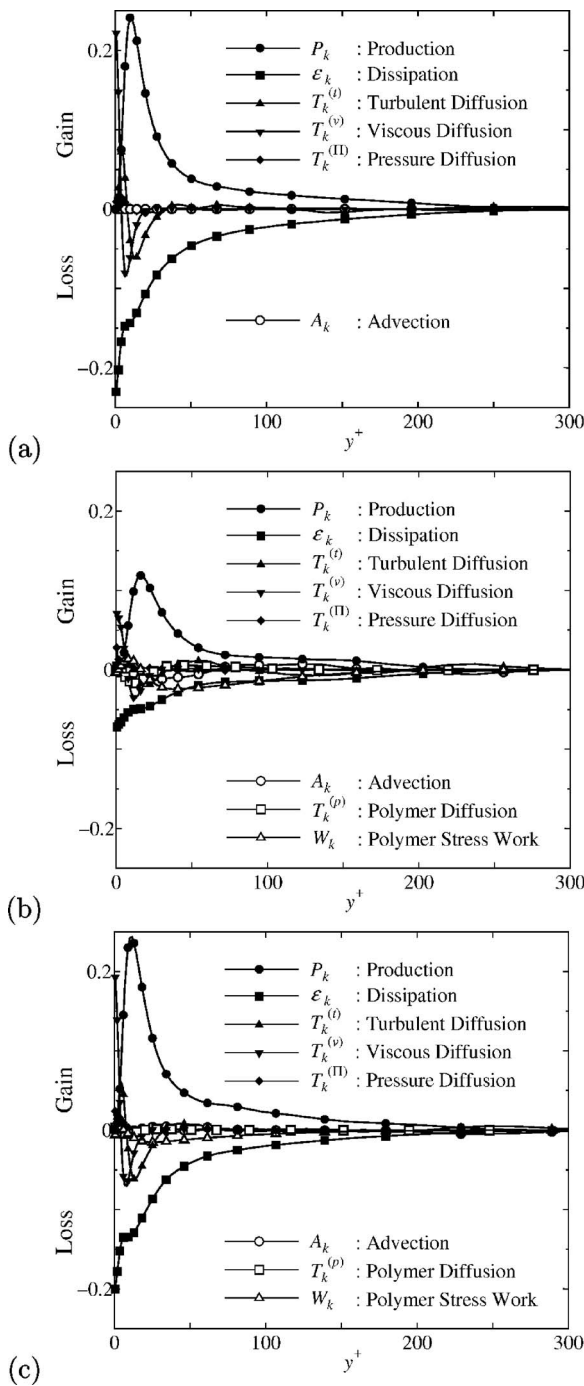 0.2
P_k : Production
ε_k : Dissipation
T_k^(t) : Turbulent Diffusion
T_k^(v) : Viscous Diffusion
T_k^(Π) : Pressure Diffusion
Gain
0
Loss
A_k : Advection
−0.2
0 100 200 300
y^+
(a)
0.2
P_k : Production
ε_k : Dissipation
T_k^(t) : Turbulent Diffusion
T_k^(v) : Viscous Diffusion
T_k^(Π) : Pressure Diffusion
Gain
0
Loss
A_k : Advection
T_k^(p) : Polymer Diffusion
W_k : Polymer Stress Work
−0.2
0 100 200 300
y^+
(b)
0.2
P_k : Production
ε_k : Dissipation
T_k^(t) : Turbulent Diffusion
T_k^(v) : Viscous Diffusion
T_k^(Π) : Pressure Diffusion
Gain
0
Loss
A_k : Advection
T_k^(p) : Polymer Diffusion
W_k : Polymer Stress Work
−0.2
0 100 200 300
y^+
(c)